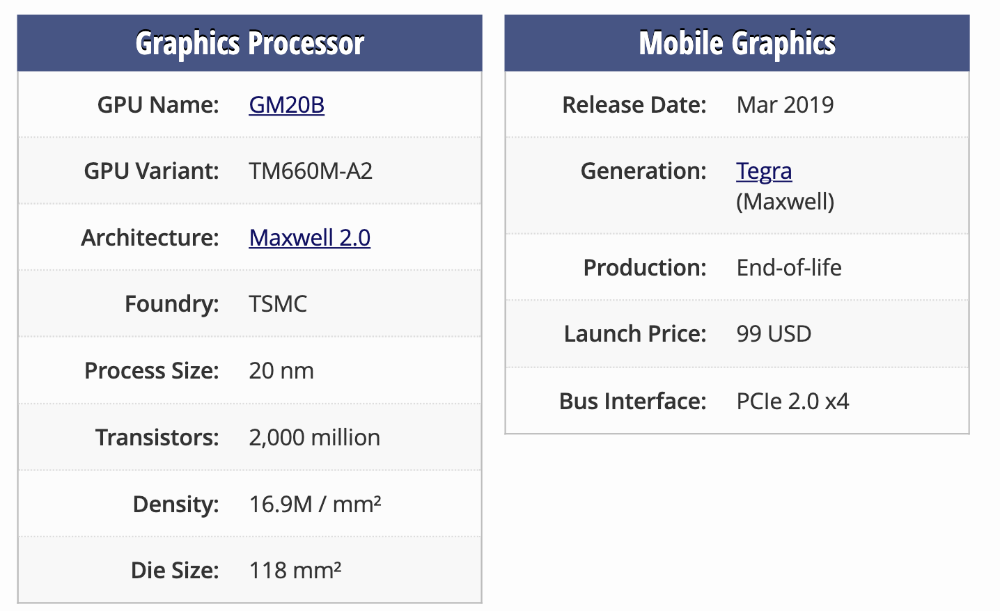 Graphics Processor
GPU Name: GM20B
GPU Variant: TM660M-A2
Architecture: Maxwell 2.0
Foundry: TSMC
Process Size: 20 nm
Transistors: 2,000 million
Density: 16.9M / mm²
Die Size: 118 mm²
Mobile Graphics
Release Date: Mar 2019
Generation: Tegra
(Maxwell)
Production: End-of-life
Launch Price: 99 USD
Bus Interface: PCIe 2.0 x4